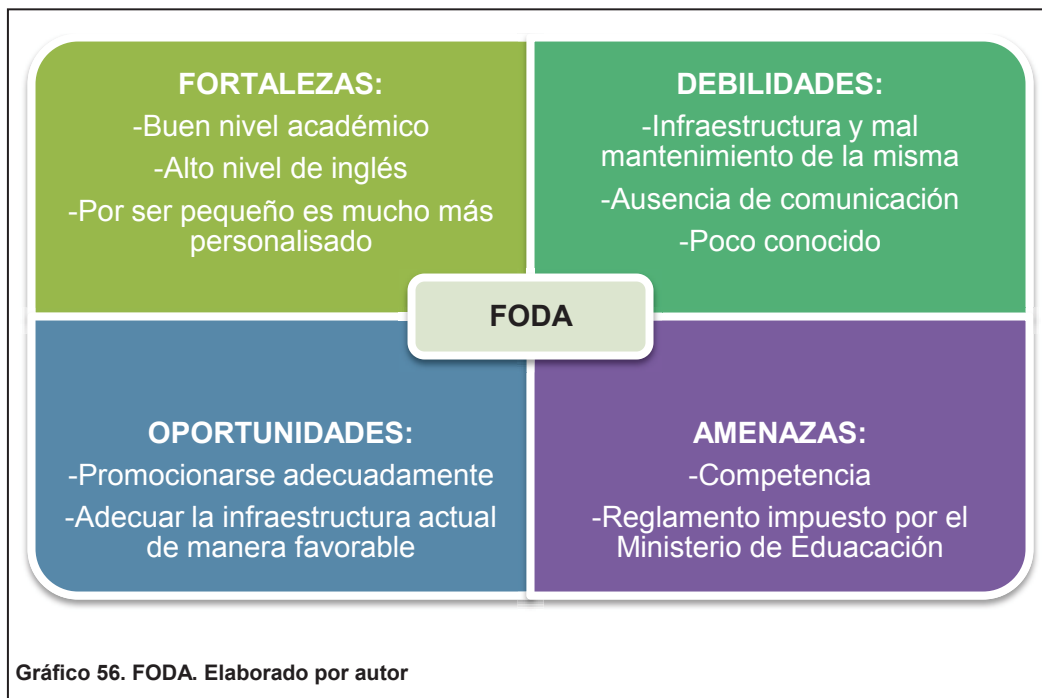 FORTALEZAS:
-Buen nivel académico
-Alto nivel de inglés
-Por ser pequeño es mucho más
personalisado
DEBILIDADES:
-Infraestructura y mal
mantenimiento de la misma
-Ausencia de comunicación
-Poco conocido
FODA
OPORTUNIDADES:
-Promocionarse adecuadamente
-Adecuar la infraestructura actual
de manera favorable
AMENAZAS:
-Competencia
-Reglamento impuesto por el
Ministerio de Eduacación
Gráfico 56. FODA. Elaborado por autor